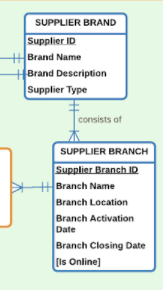 SUPPLIER BRAND
Supplier ID
Brand Name
Brand Description
Supplier Type
consists of
SUPPLIER BRANCH
Supplier Branch ID
Branch Name
Branch Location
Branch Activation
Date
Branch Closing Date
[Is Online]